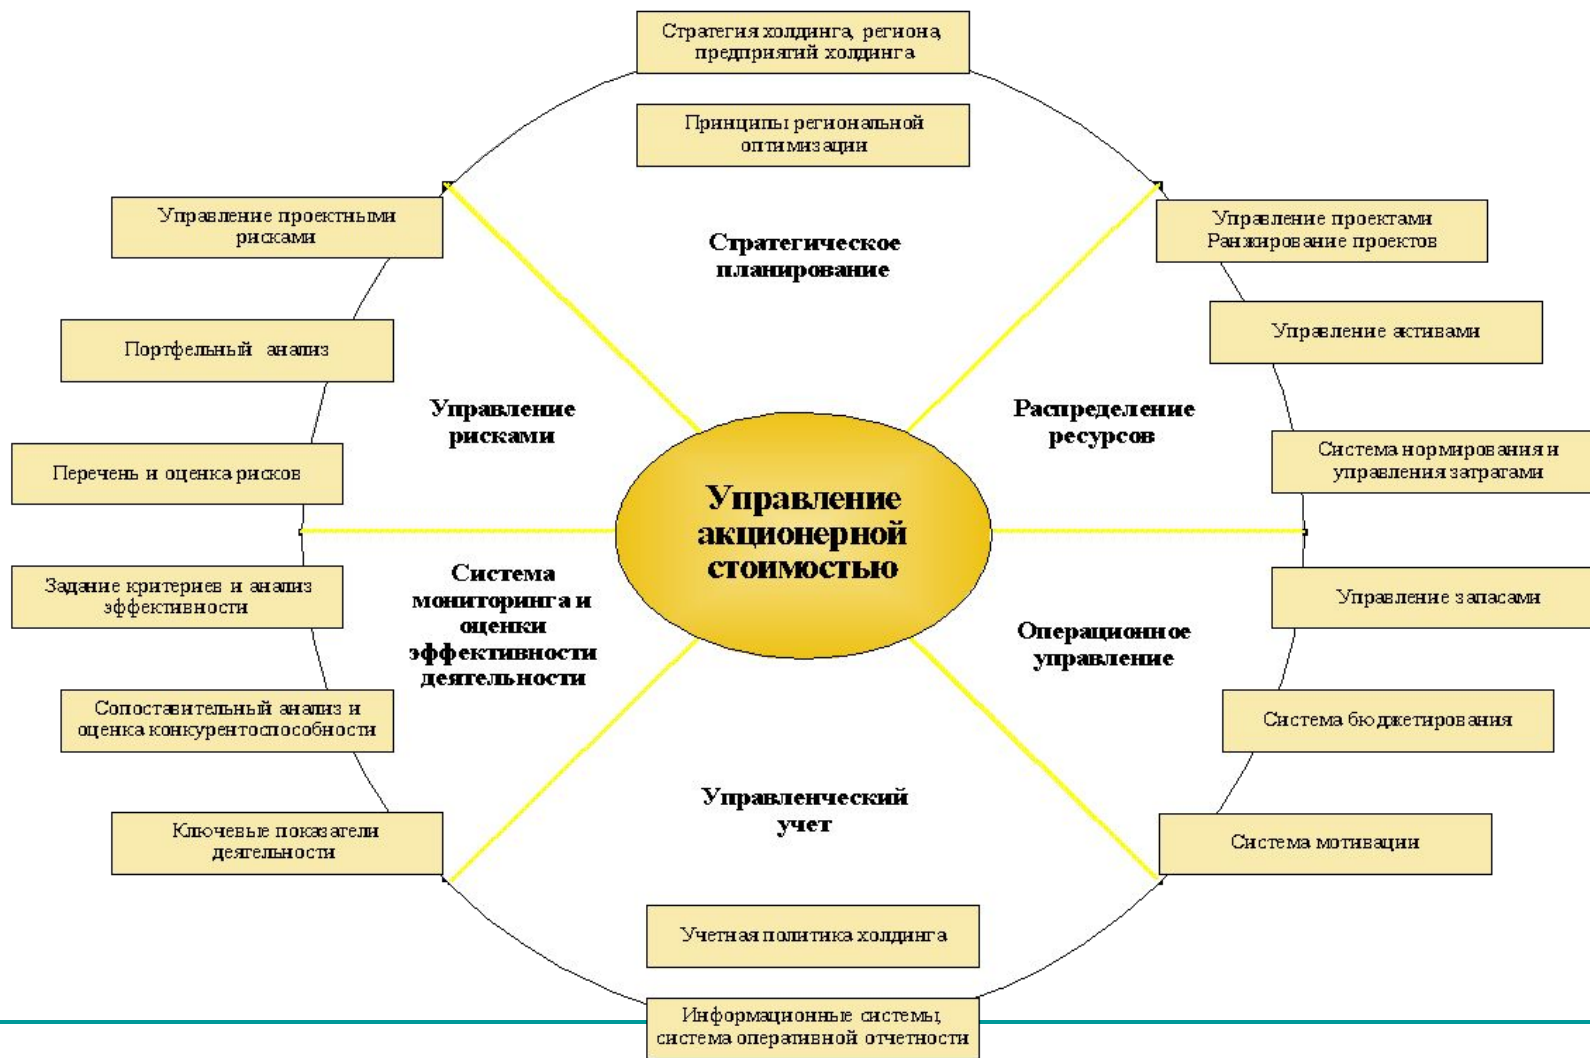 Стратегия холдинга, региона,
предприятий холдинга
Принципы региональной
оптимизации
Управление проектными
рисками
Управление проектами
Ранжирование проектов
Стратегическое
планирование
Портфельный анализ
Управление активами
Управление
рисками
Распределение
ресурсов
Перечень и оценка рисков
Система нормирования и
управления затратами
Управление
акционерной
стоимостью
Задание критериев и анализ
эффективности
Система
мониторинга и
оценки
эффективности
деятельности
Операционное
управление
Управление запасами
Сопоставительный анализ и
оценка конкурентоспособности
Система бюджетирования
Управленческий
учет
Ключевые показатели
деятельности
Система мотивации
Учетная политика холдинга
Информационные системы,
система оперативной отчетности